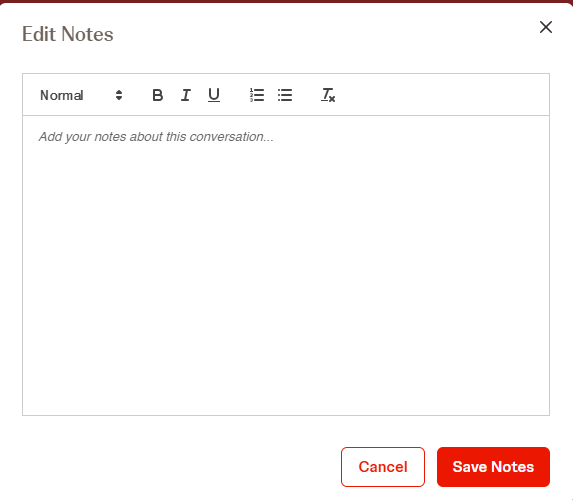 Edit Notes
Normal
B I U
Add your notes about this conversation...
Cancel Save Notes